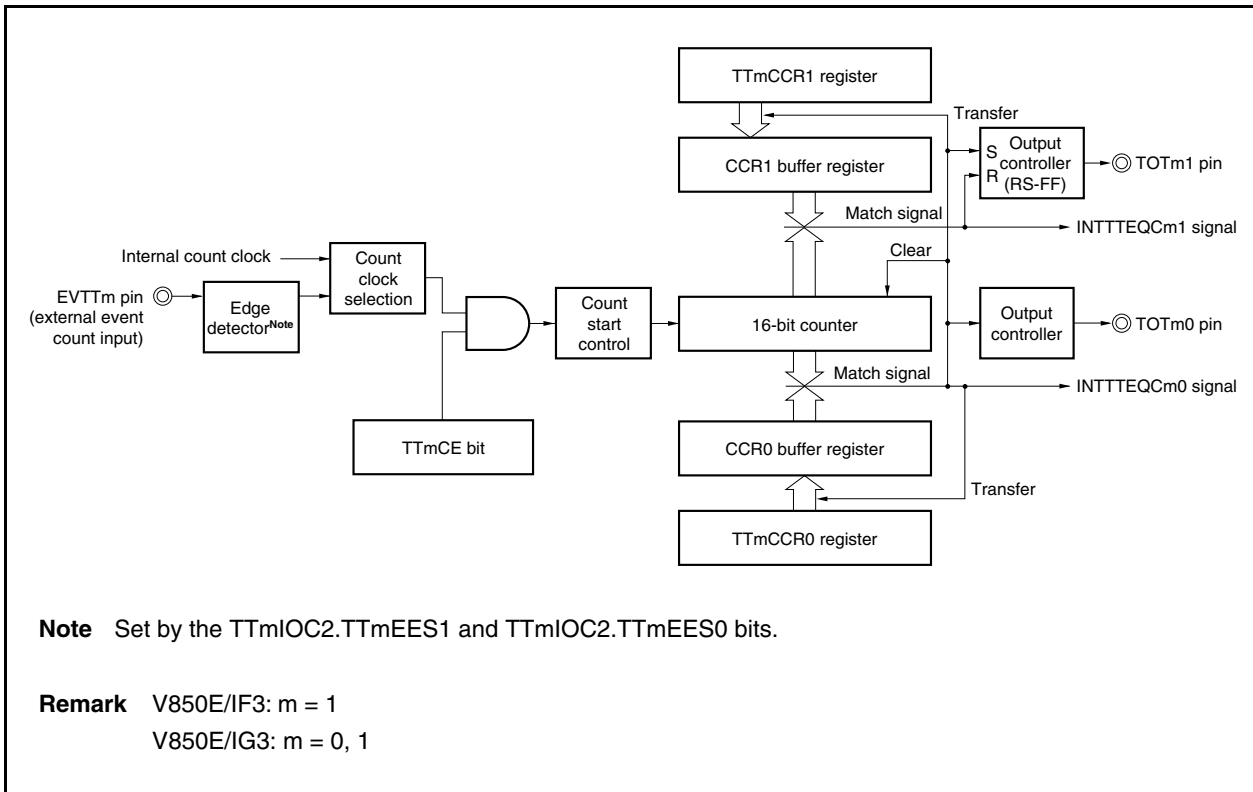 TTmCCR1 register
Transfer
CCR1 buffer register
S
R
Output
controller
(RS-FF)
TOTm1 pin
Match signal
INTTTEQCm1 signal
Internal count clock
Count
clock
selection
Clear
EVTTm pin
(external event
count input)
Edge
detectorNote
Count
start
control
16-bit counter
Output
controller
TOTm0 pin
Match signal
INTTTEQCm0 signal
TTmCE bit
CCR0 buffer register
Transfer
TTmCCR0 register
Note Set by the TTmIOC2.TTmEES1 and TTmIOC2.TTmEES0 bits.
Remark V850E/IF3: m = 1
V850E/IG3: m = 0, 1